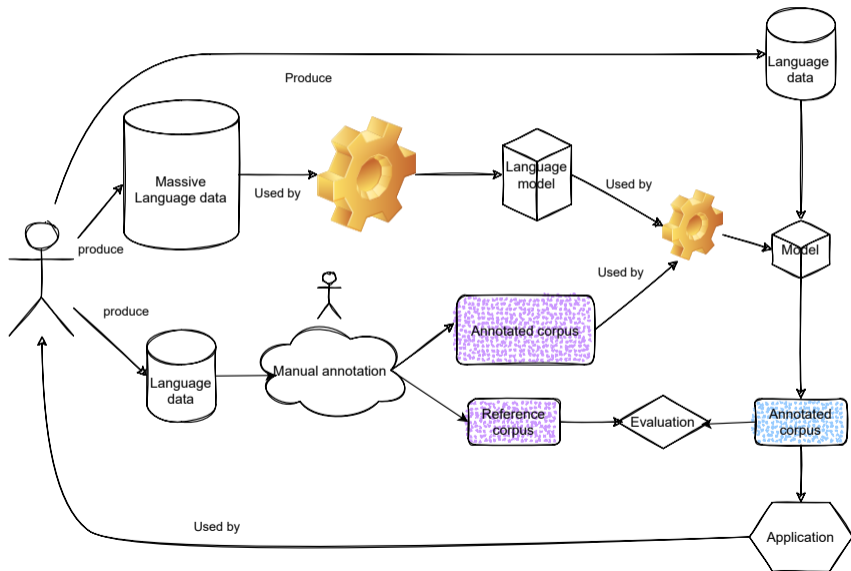 Language
data
Produce
Massive
Language data
Used by
Language
model
Used by
produce
Model
Used by
produce
Annotated corpus
Manual annotation
Language
data
Reference
corpus
Evaluation
Annotated
corpus
Used by
Application